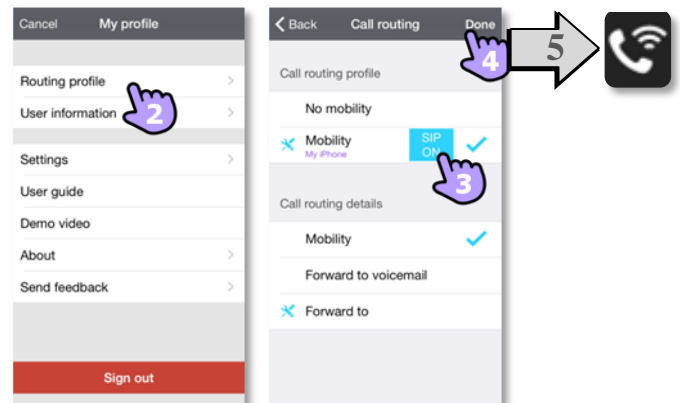 Cancel My profile
Routing profile
2
User information
Settings
User guide
Demo video
About
Send feedback
Sign out
Back Call routing Done
4
Call routing profile
No mobility
Mobility
My iPhone
SIP
ON
3
Call routing details
Mobility
Forward to voicemail
Forward to
5